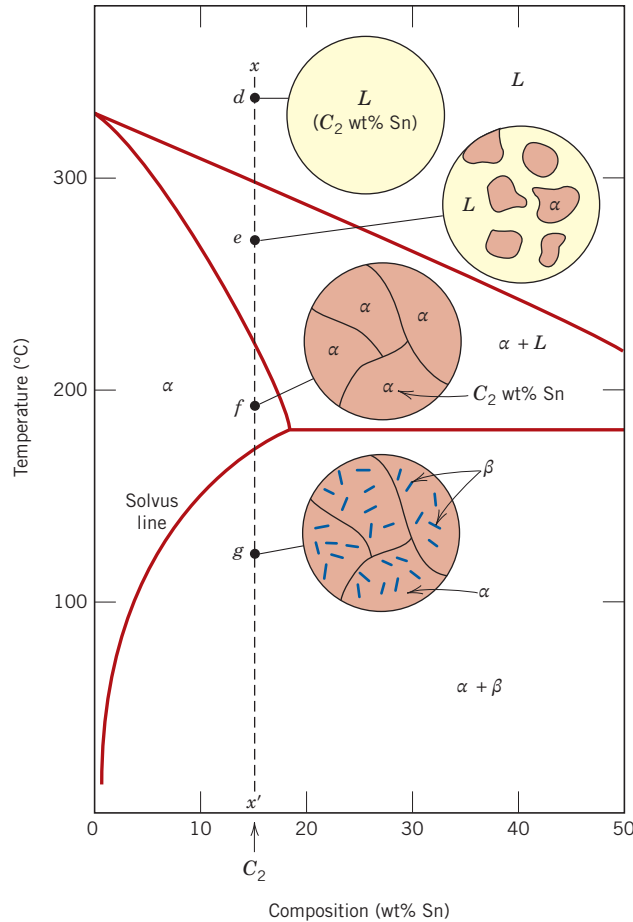 x
d
L
(C₂ wt% Sn)
L
300
L
α
e
α
α
α
α + L
α
α
200
f
α
C₂ wt% Sn
Temperature (°C)
β
Solvus
line
g
100
α
α + β
x′
0
10
20
30
40
50
C₂
Composition (wt% Sn)